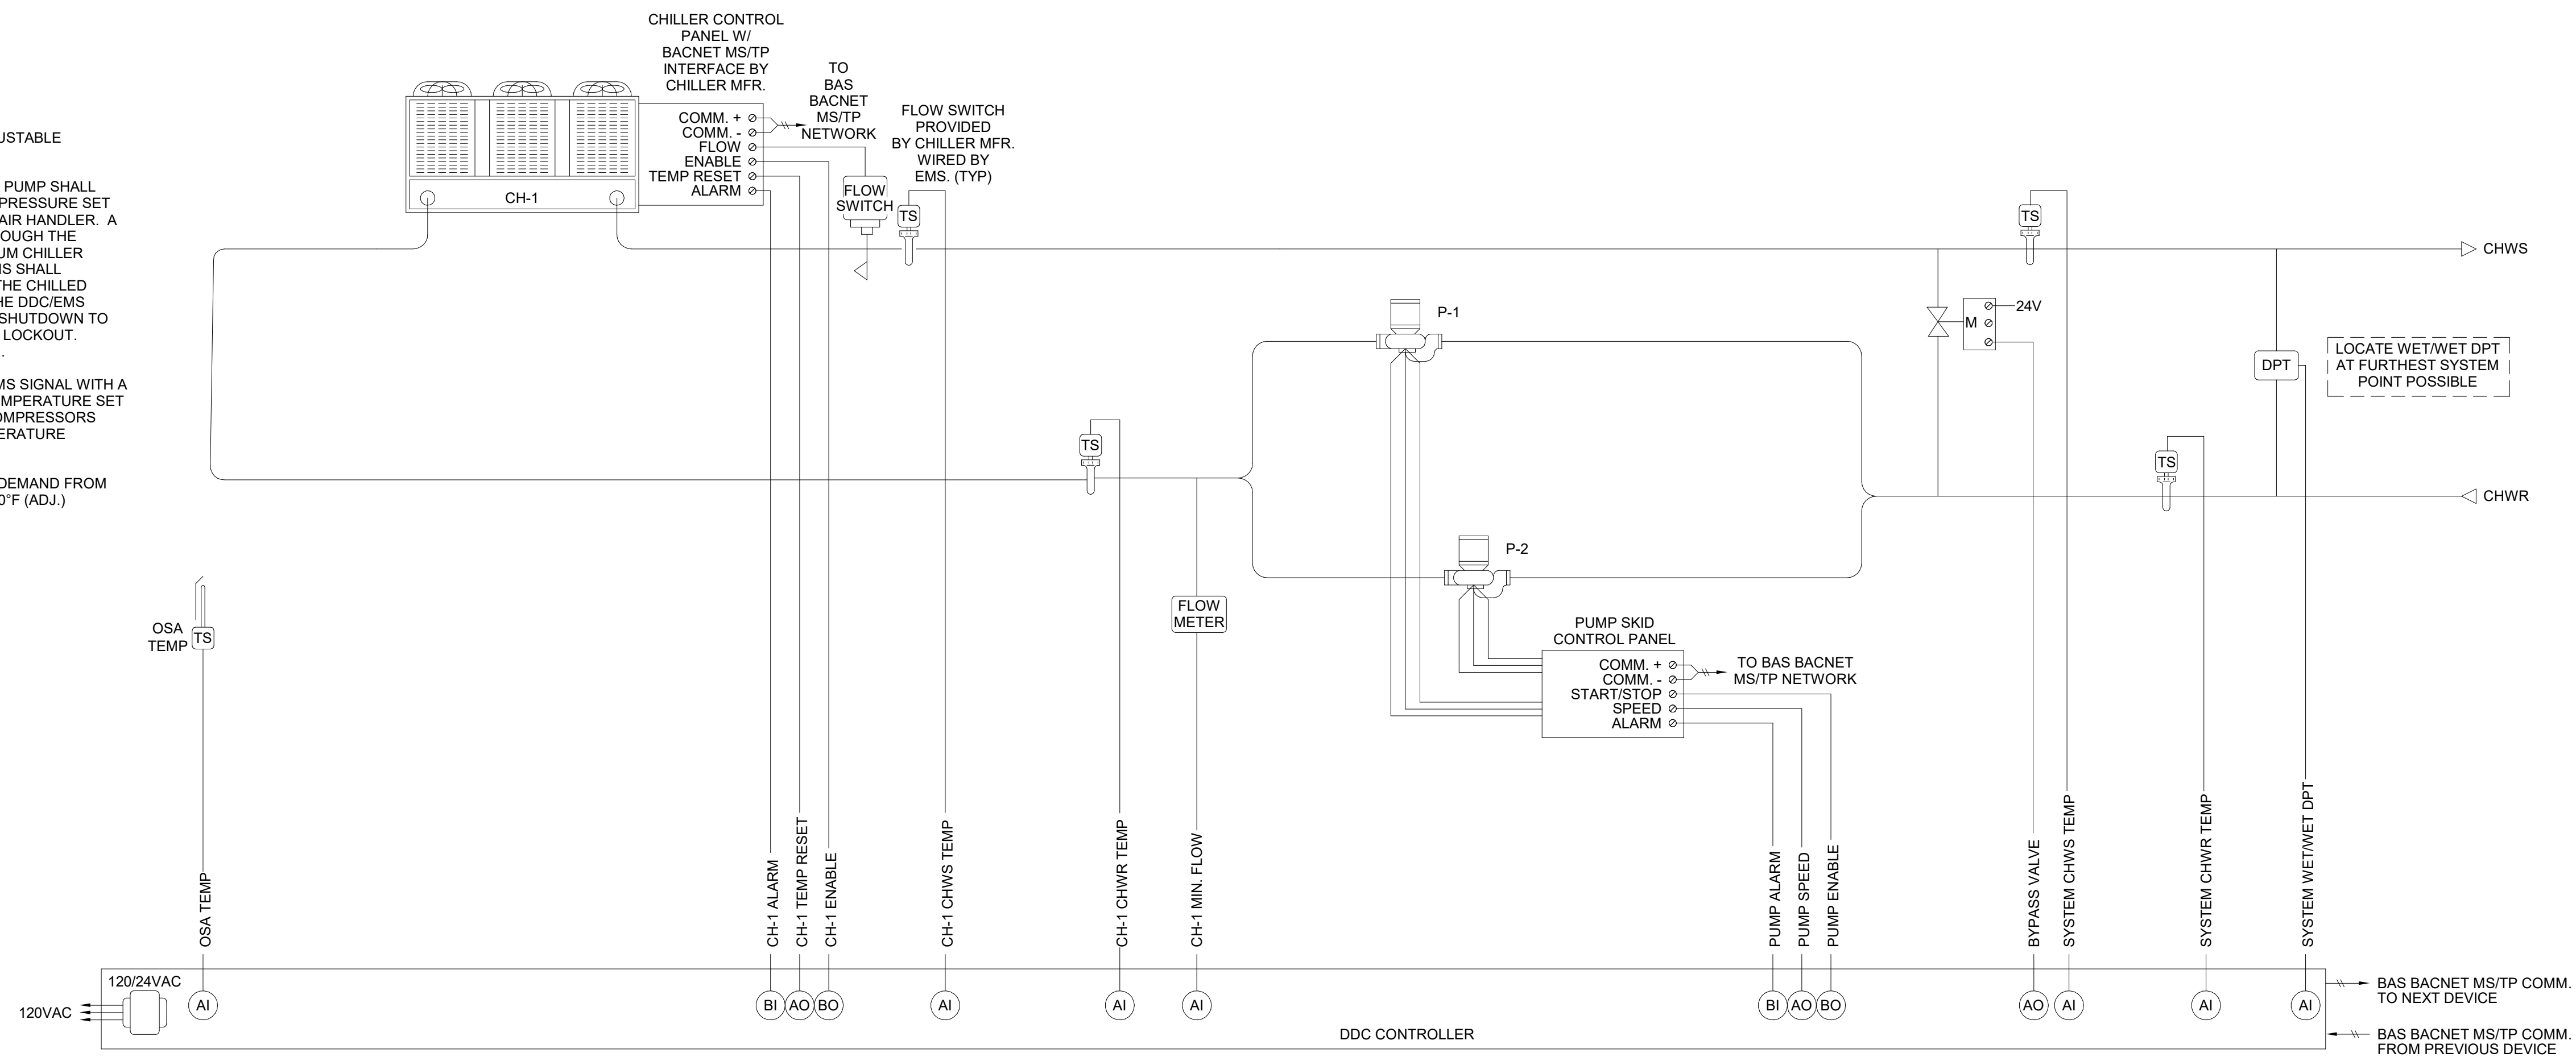 USTABLE
PUMP SHALL
PRESSURE SET
AIR HANDLER.  A
OUGH THE
UM CHILLER
IS SHALL
THE CHILLED
HE DDC/EMS
SHUTDOWN TO
LOCKOUT.
.
MS SIGNAL WITH A
EMPERATURE SET
OMPRESSORS
ERATURE
DEMAND FROM
0°F (ADJ.)
CHILLER CONTROL
PANEL W/
BACNET MS/TP
INTERFACE BY
CHILLER MFR.
CH-1
COMM. +
COMM. -
FLOW
ENABLE
TEMP RESET
ALARM
TO
BAS
BACNET
MS/TP
NETWORK
FLOW
SWITCH
FLOW SWITCH
PROVIDED
BY CHILLER MFR.
WIRED BY
EMS. (TYP)
TS
TS
CHWS
P-1
M
24V
DPT
LOCATE WET/WET DPT
AT FURTHEST SYSTEM
POINT POSSIBLE
TS
TS
CHWR
P-2
FLOW
METER
OSA
TEMP
TS
PUMP SKID
CONTROL PANEL
COMM. +
COMM. -
START/STOP
SPEED
ALARM
TO BAS BACNET
MS/TP NETWORK
OSA TEMP
CH-1 ALARM
CH-1 TEMP RESET
CH-1 ENABLE
CH-1 CHWS TEMP
CH-1 CHWR TEMP
CH-1 MIN. FLOW
PUMP ALARM
PUMP SPEED
PUMP ENABLE
BYPASS VALVE
SYSTEM CHWS TEMP
SYSTEM CHWR TEMP
SYSTEM WET/WET DPT
120/24VAC
120VAC
AI
BI
AO
BO
AI
AI
AI
BI
AO
BO
AO
AI
AI
AI
DDC CONTROLLER
BAS BACNET MS/TP COMM.
TO NEXT DEVICE
BAS BACNET MS/TP COMM.
FROM PREVIOUS DEVICE